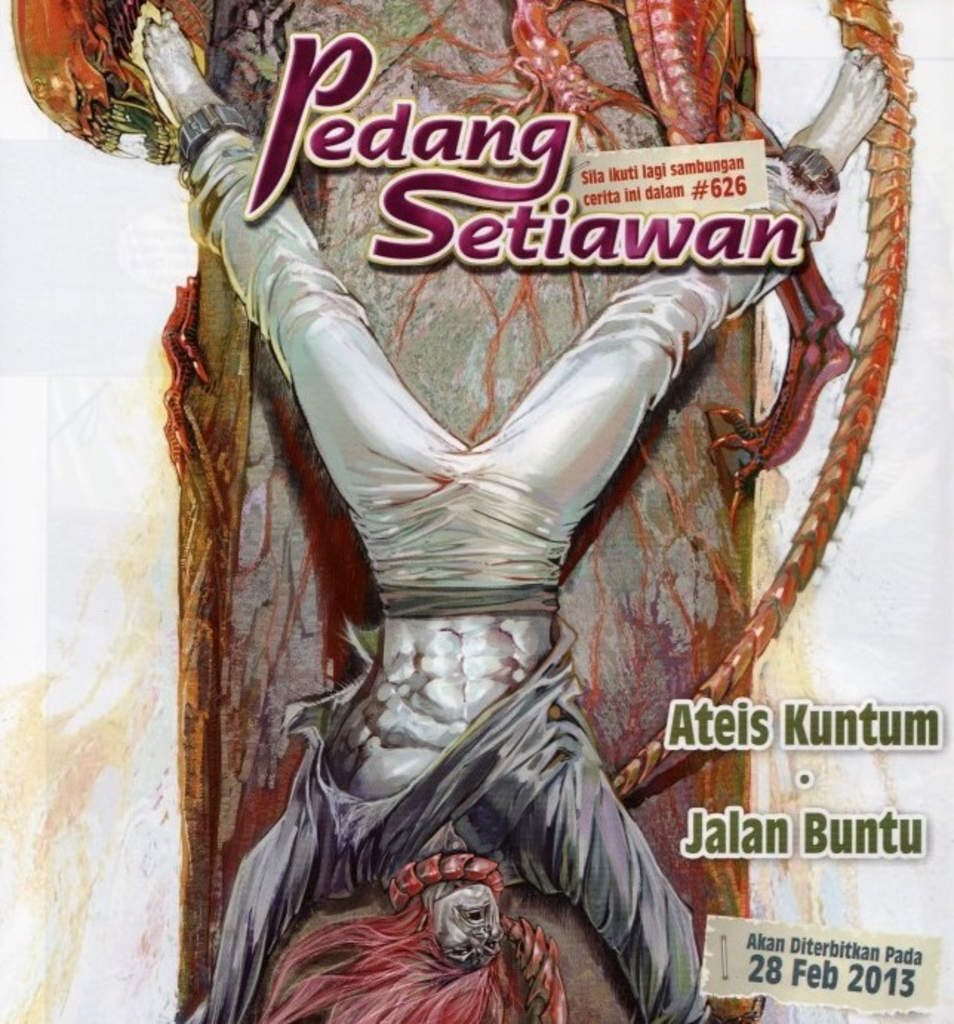 Pedang
Setiawan
Sila ikuti lagi sambungan
cerita ini dalam #626
Ateis Kuntum
•
Jalan Buntu
Akan Diterbitkan Pada
28 Feb 2013